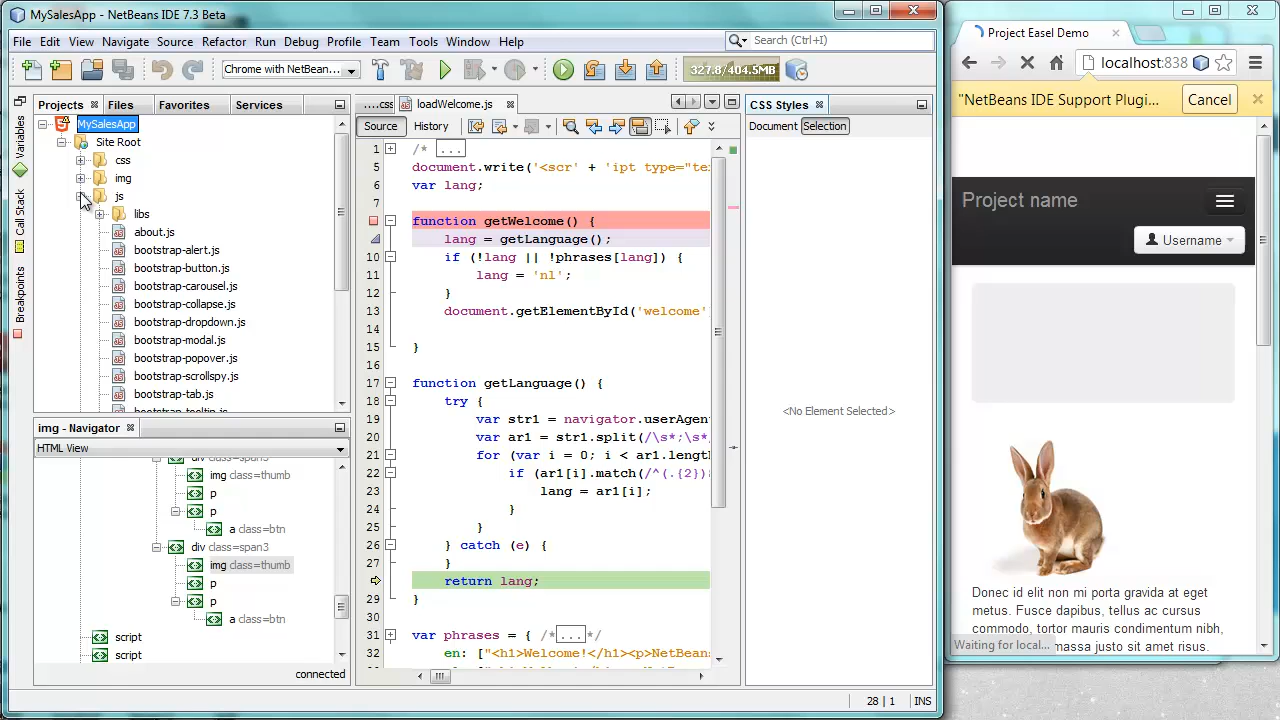 MySalesApp - NetBeans IDE 7.3 Beta
File Edit View Navigate Source Refactor Run Debug Profile Team Tools Window Help
Search (Ctrl+I)
Chrome with NetBean...
327.8/404.5MB
Projects
Files
Favorites
Services
MySalesApp
Site Root
css
img
js
libs
about.js
bootstrap-alert.js
bootstrap-button.js
bootstrap-carousel.js
bootstrap-collapse.js
bootstrap-dropdown.js
bootstrap-modal.js
bootstrap-popover.js
bootstrap-scrollspy.js
bootstrap-tab.js
bootstrap-tooltip.js
Variables
Call Stack
Breakpoints
img - Navigator
HTML View
div class=span3
img class=thumb
p
p
a class=btn
div class=span3
img class=thumb
p
p
a class=btn
script
script
connected
....css
loadWelcome.js
Source
History
1 /* ...
5 document.write('<scr' + 'ipt type="te
6 var lang;
7
function getWelcome() {
lang = getLanguage();
10 if (!lang || !phrases[lang]) {
11 lang = 'nl';
12 }
13 document.getElementById('welcome'
14
15 }
16
17 function getLanguage() {
18 try {
19 var str1 = navigator.userAgen
20 var ar1 = str1.split(/\s*;\s*
21 for (var i = 0; i < ar1.length
22 if (ar1[i].match(/^(.{2})
23 lang = ar1[i];
24 }
25 }
26 } catch (e) {
27 }
return lang;
29 }
30
31 var phrases = { /*...*/
32 en: ["<h1>Welcome!</h1><p>NetBeans
CSS Styles
Document Selection
<No Element Selected>
28 | 1 INS
Project Easel Demo
localhost:838
"NetBeans IDE Support Plugi...
Cancel
Project name
Username
Donec id elit non mi porta gravida at eget
metus. Fusce dapibus, tellus ac cursus
commodo, tortor mauris condimentum nibh,
massa justo sit amet risus.
Waiting for local...